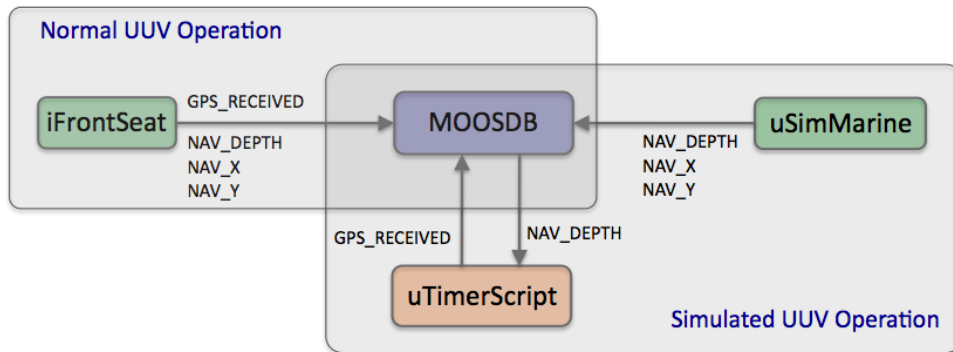 Normal UUV Operation
iFrontSeat
GPS_RECEIVED
NAV_DEPTH
NAV_X
NAV_Y
MOOSDB
uSimMarine
NAV_DEPTH
NAV_X
NAV_Y
GPS_RECEIVED
NAV_DEPTH
uTimerScript
Simulated UUV Operation